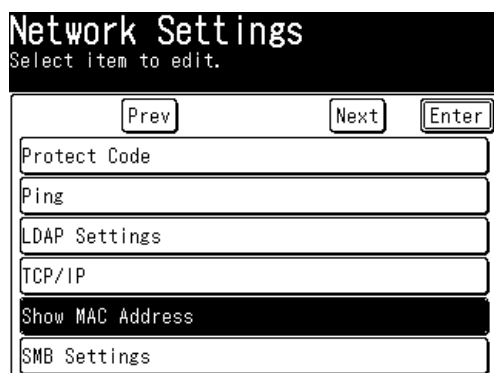 Network Settings
Select item to edit.
Prev Next Enter
Protect Code
Ping
LDAP Settings
TCP/IP
Show MAC Address
SMB Settings